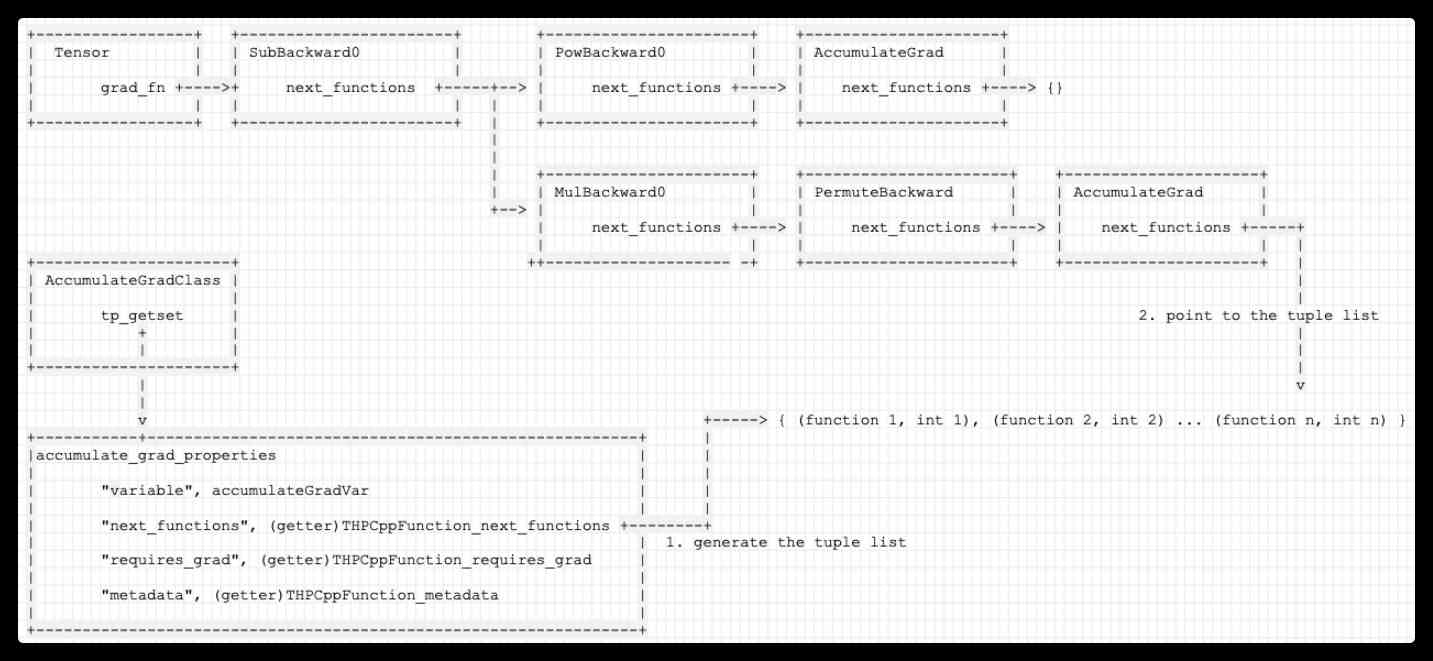 Tensor SubBackward0 PowBackward0 AccumulateGrad
grad_fn next_functions next_functions next_functions {}
MulBackward0 PermuteBackward AccumulateGrad
next_functions next_functions next_functions
AccumulateGradClass
tp_getset
2. point to the tuple list
{ (function 1, int 1), (function 2, int 2) ... (function n, int n) }
accumulate_grad_properties
"variable", accumulateGradVar
"next_functions", (getter)THPCppFunction_next_functions
1. generate the tuple list
"requires_grad", (getter)THPCppFunction_requires_grad
"metadata", (getter)THPCppFunction_metadata